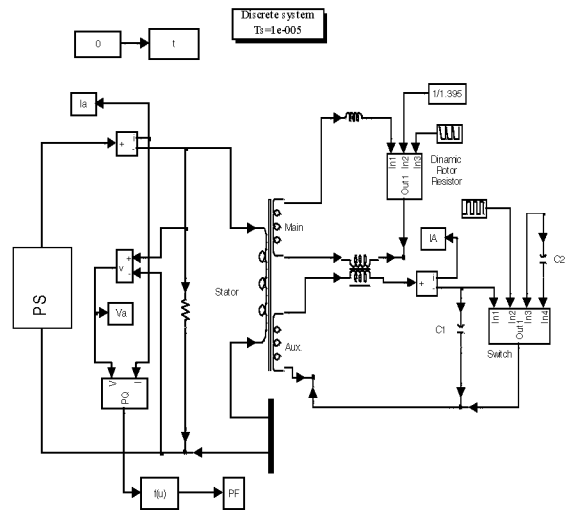 Discrete system
Ts=1e-005
0
t
Ia
1/1.395
+
i
-
In1
In2
In3
Out1
Dinamic
Rotor
Resistor
Main
IA
C2
+
v
-
PS
Va
Stator
+
i
-
C1
In1
In2
In3
In4
Out1
Switch
Aux.
V
I
PQ
f(u)
PF